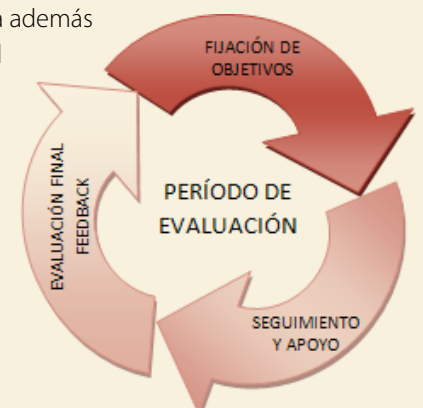 a además
FIJACIÓN DE
OBJETIVOS
PERÍODO DE
EVALUACIÓN
SEGUIMIENTO
Y APOYO
EVALUACIÓN FINAL
FEEDBACK